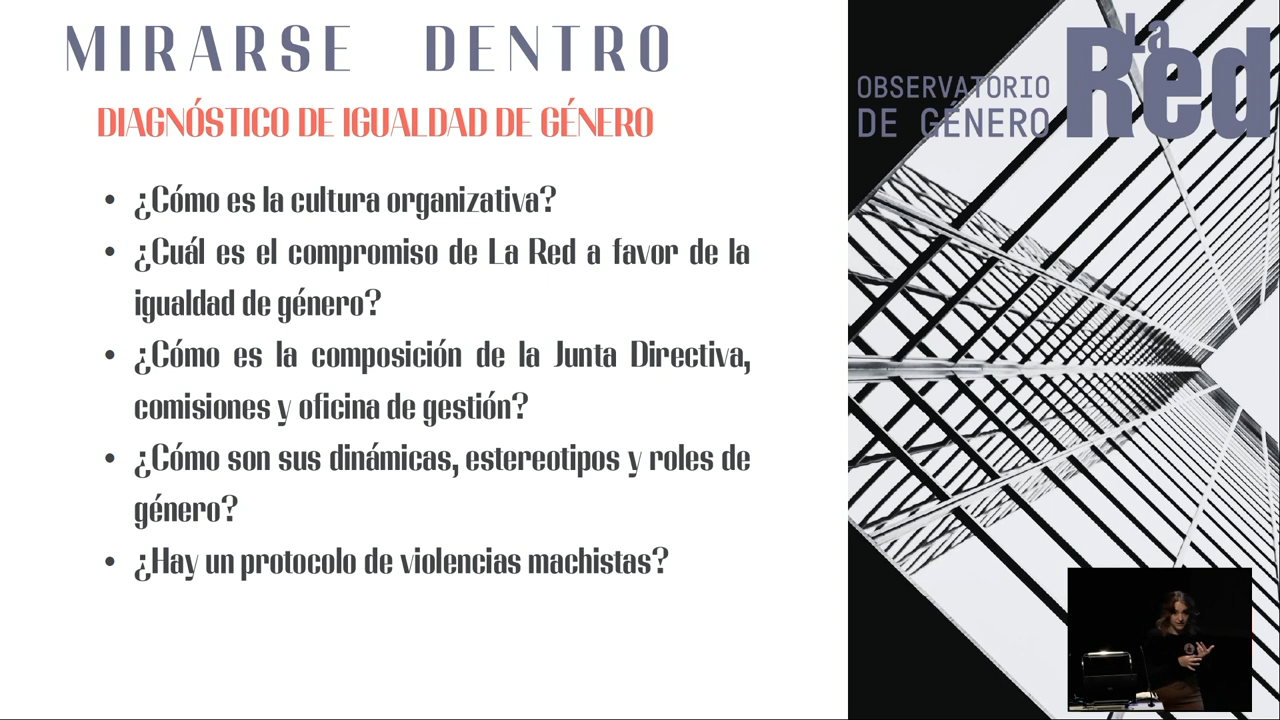 MIRARSE DENTRO
DIAGNÓSTICO DE IGUALDAD DE GÉNERO
• ¿Cómo es la cultura organizativa?
• ¿Cuál es el compromiso de La Red a favor de la
igualdad de género?
• ¿Cómo es la composición de la Junta Directiva,
comisiones y oficina de gestión?
• ¿Cómo son sus dinámicas, estereotipos y roles de
género?
• ¿Hay un protocolo de violencias machistas?
La
Red
OBSERVATORIO
DE GÉNERO